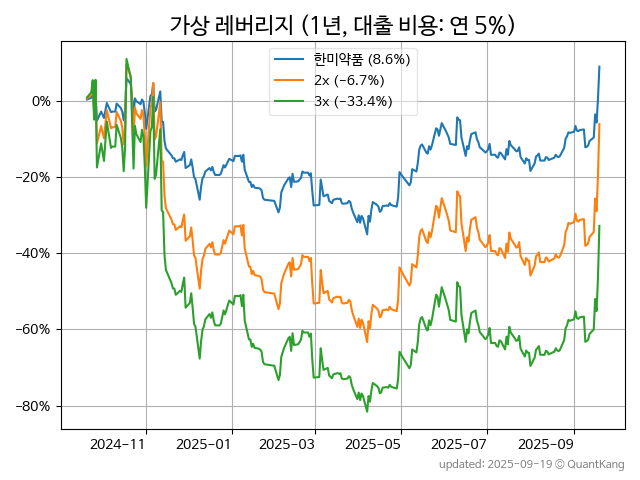 가상 레버리지 (1년, 대출 비용: 연 5%)
한미약품 (8.6%)
2x (−6.7%)
3x (−33.4%)
0%
−20%
−40%
−60%
−80%
2024−11 2025−01 2025−03 2025−05 2025−07 2025−09
updated: 2025-09-19 © QuantKang